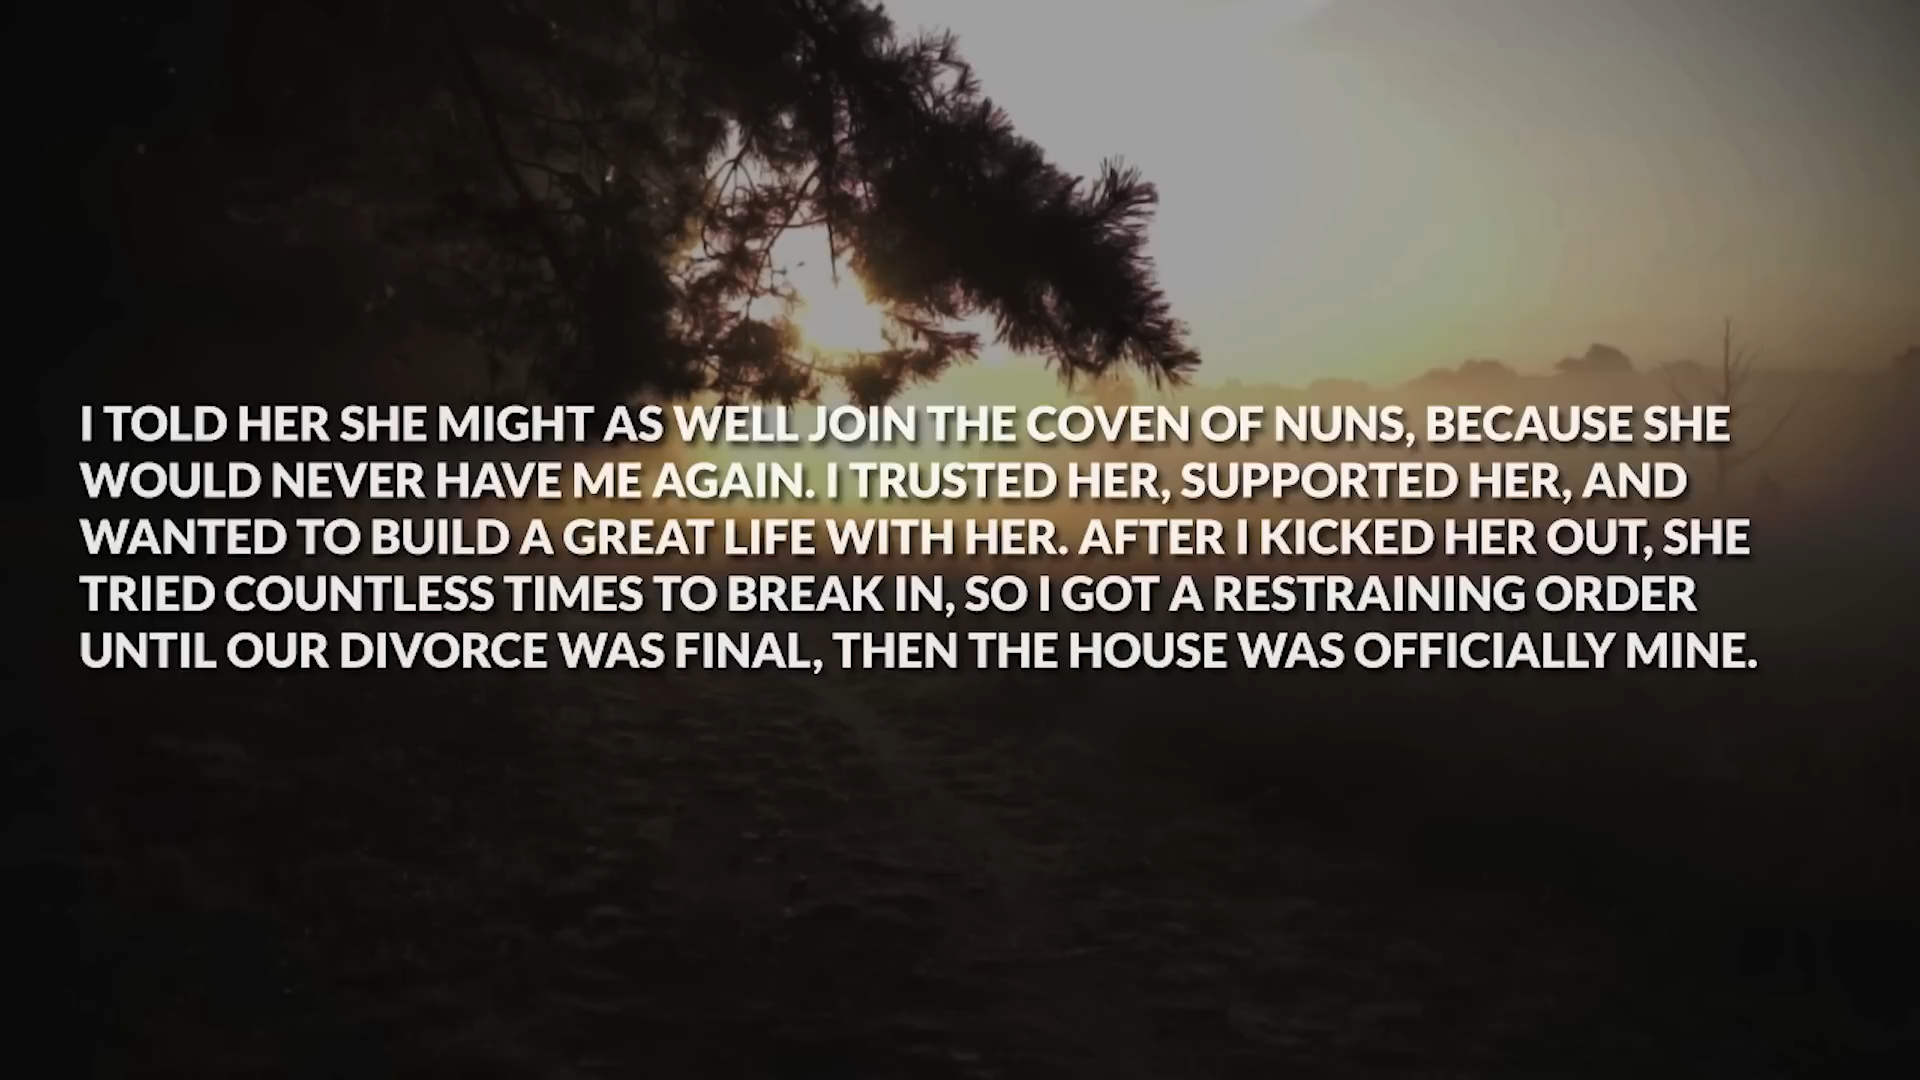 I TOLD HER SHE MIGHT AS WELL JOIN THE COVEN OF NUNS, BECAUSE SHE
WOULD NEVER HAVE ME AGAIN. I TRUSTED HER, SUPPORTED HER, AND
WANTED TO BUILD A GREAT LIFE WITH HER. AFTER I KICKED HER OUT, SHE
TRIED COUNTLESS TIMES TO BREAK IN, SO I GOT A RESTRAINING ORDER
UNTIL OUR DIVORCE WAS FINAL, THEN THE HOUSE WAS OFFICIALLY MINE.